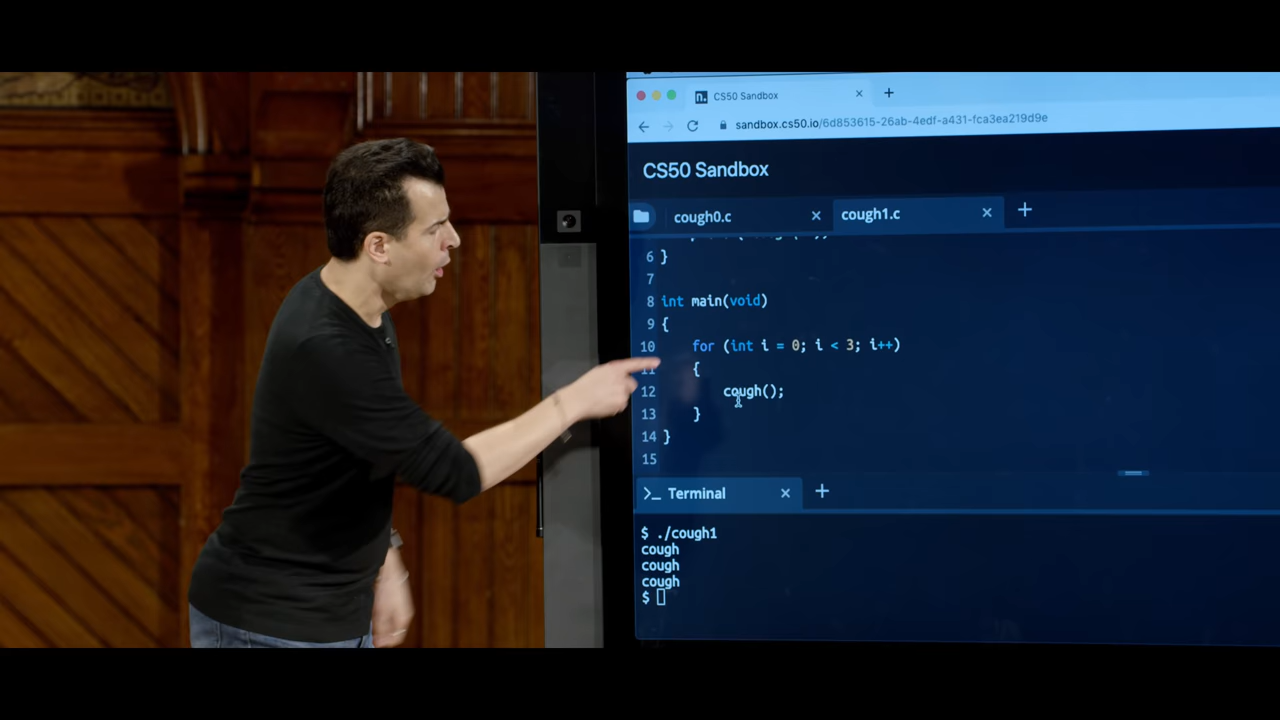 CS50 Sandbox
sandbox.cs50.io/6d853615-26ab-4edf-a431-fca3ea219d9e
CS50 Sandbox
cough0.c
cough1.c
6 }
7
8 int main(void)
9 {
10 for (int i = 0; i < 3; i++)
11 {
12 cough();
13 }
14 }
15
>_ Terminal
$ ./cough1
cough
cough
cough
$